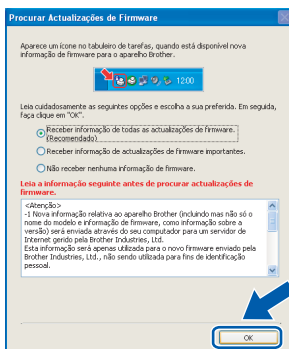 Procurar Actualizações de Firmware
Aparece um ícone no tabuleiro de tarefas, quando está disponível nova
informação de firmware para o aparelho Brother.
1200
Leia cuidadosamente as seguintes opções e escolha a sua preferida. Em seguida,
faça clique em "OK".
Receber informação de todas as actualizações de firmware.
(Recomendado)
Receber informação de actualizações de firmware importantes.
Não receber nenhuma informação de firmware.
Leia a informação seguinte antes de procurar actualizações de
firmware.
<Atenção>
-1 Nova informação relativa ao aparelho Brother (incluindo mas não só o
nome do modelo e informação de firmware, como informação sobre a
versão) será enviada através do seu computador para um servidor de
Internet gerido pela Brother Industries, Ltd.
Esta informação será apenas utilizada para o novo firmware enviado pela
Brother Industries, Ltd., não sendo utilizada para fins de identificação
pessoal.
OK